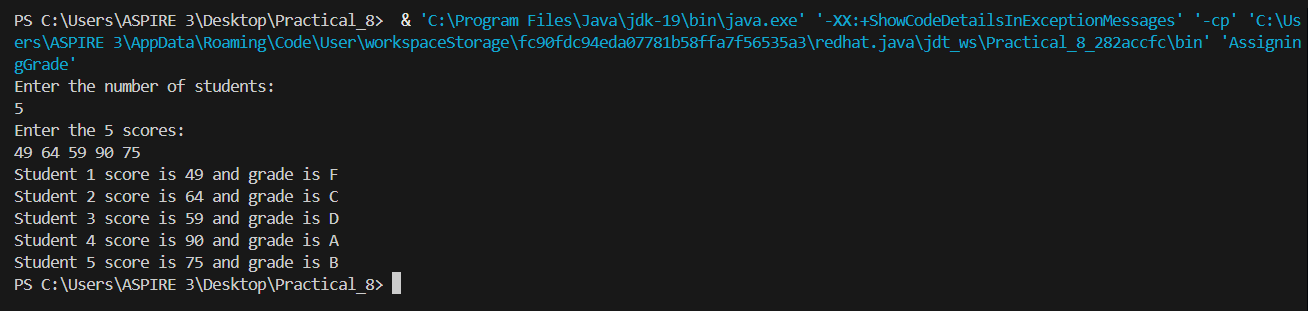 PS C:\Users\ASPIRE 3\Desktop\Practical_8>  & 'C:\Program Files\Java\jdk-19\bin\java.exe' '-XX:+ShowCodeDetailsInExceptionMessages' '-cp' 'C:\Us
ers\ASPIRE 3\AppData\Roaming\Code\User\workspaceStorage\fc90fdc94eda07781b58ffa7f56535a3\redhat.java\jdt_ws\Practical_8_282accfc\bin' 'Assignin
gGrade'
Enter the number of students:
5
Enter the 5 scores:
49 64 59 90 75
Student 1 score is 49 and grade is F
Student 2 score is 64 and grade is C
Student 3 score is 59 and grade is D
Student 4 score is 90 and grade is A
Student 5 score is 75 and grade is B
PS C:\Users\ASPIRE 3\Desktop\Practical_8>